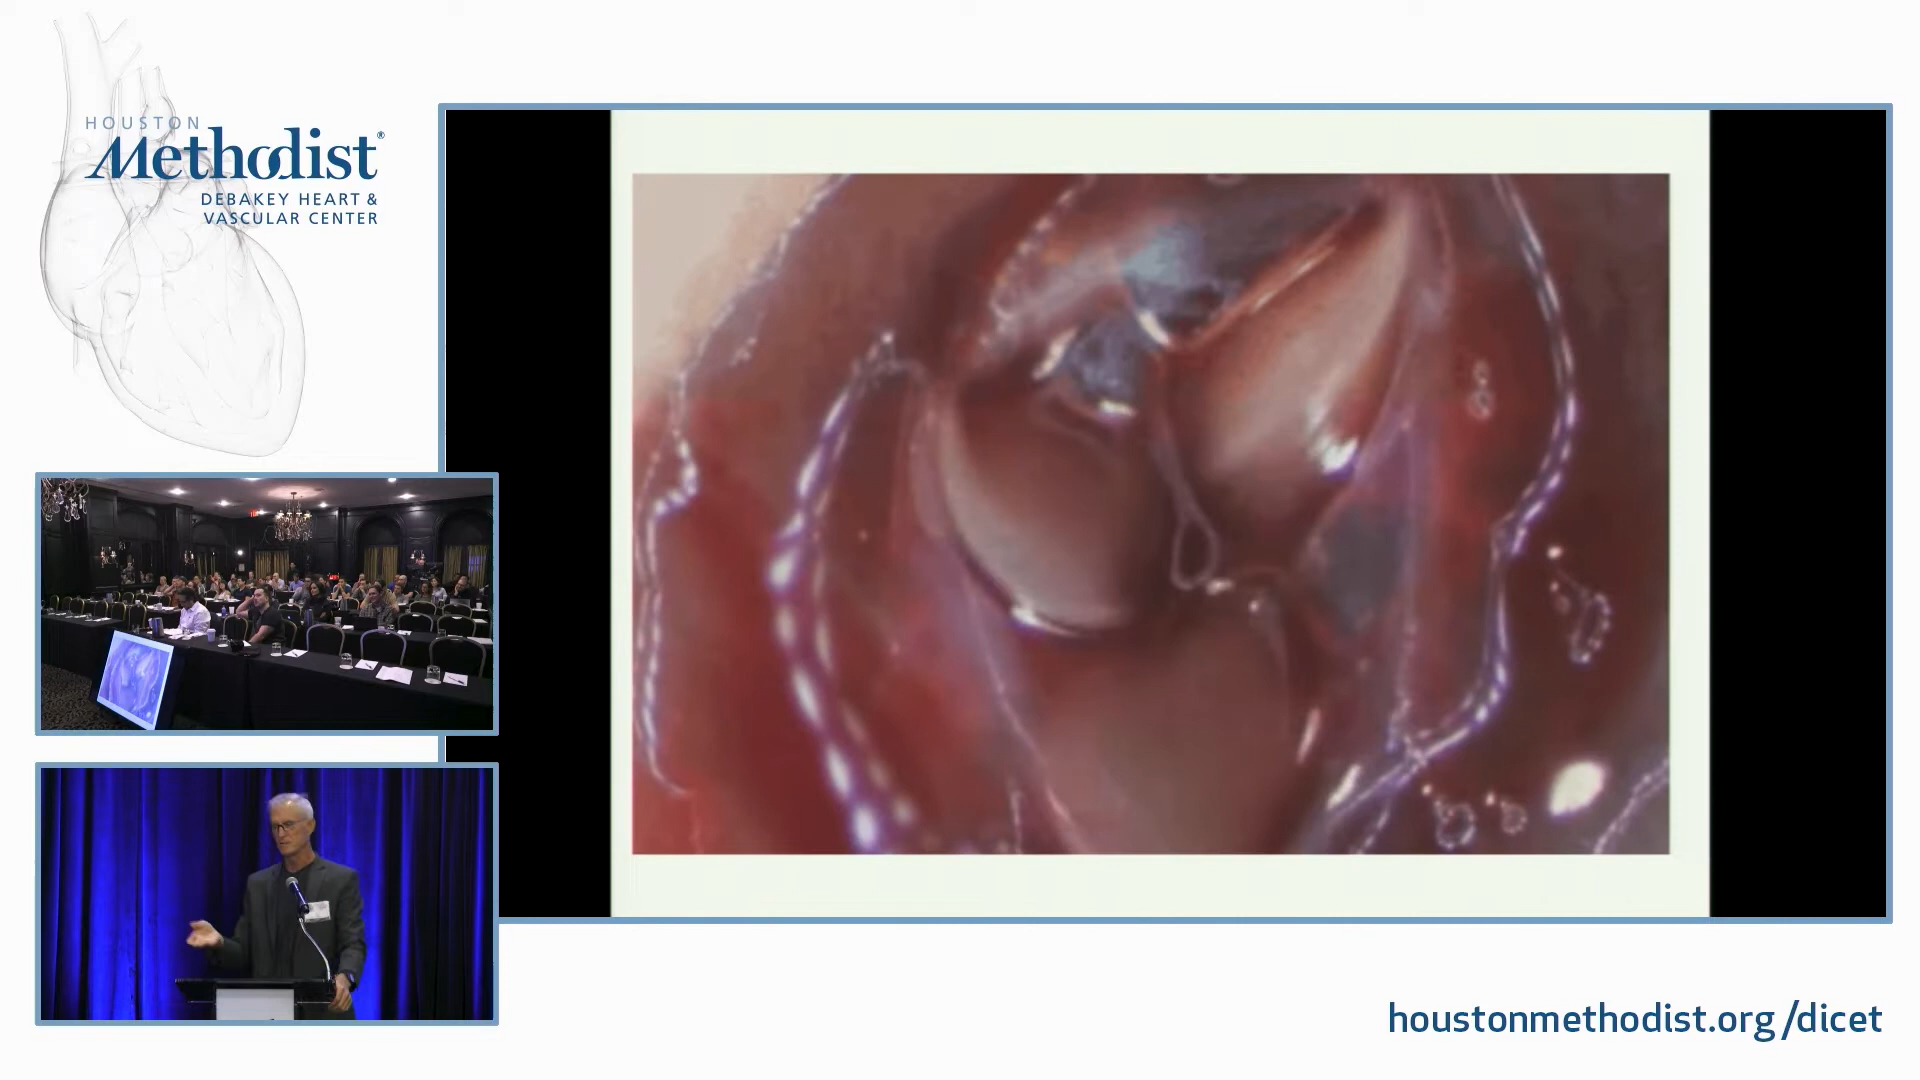 HOUSTON
Methodist®
DEBAKEY HEART &
VASCULAR CENTER
houstonmethodist.org/dicet